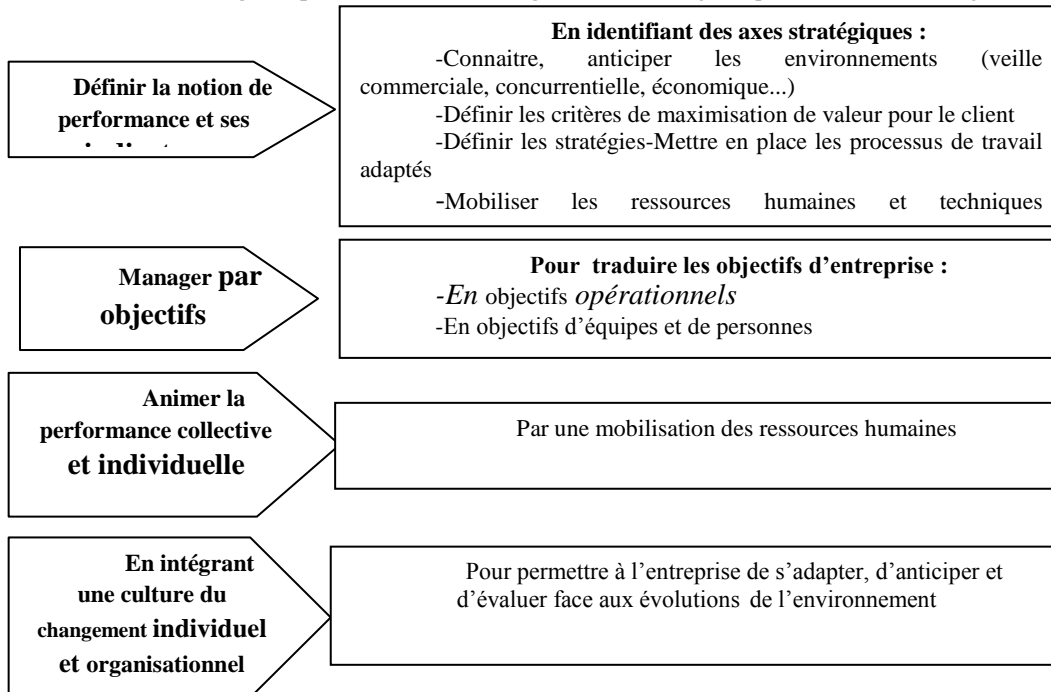 Définir la notion de
performance et ses
En identifiant des axes stratégiques :
-Connaitre, anticiper les environnements (veille
commerciale, concurrentielle, économique...)
-Définir les critères de maximisation de valeur pour le client
-Définir les stratégies-Mettre en place les processus de travail
adaptés
-Mobiliser les ressources humaines et techniques
Manager par
objectifs
Pour traduire les objectifs d’entreprise :
-En objectifs opérationnels
-En objectifs d’équipes et de personnes
Animer la
performance collective
et individuelle
Par une mobilisation des ressources humaines
En intégrant
une culture du
changement individuel
et organisationnel
Pour permettre à l’entreprise de s’adapter, d’anticiper et
d’évaluer face aux évolutions de l’environnement